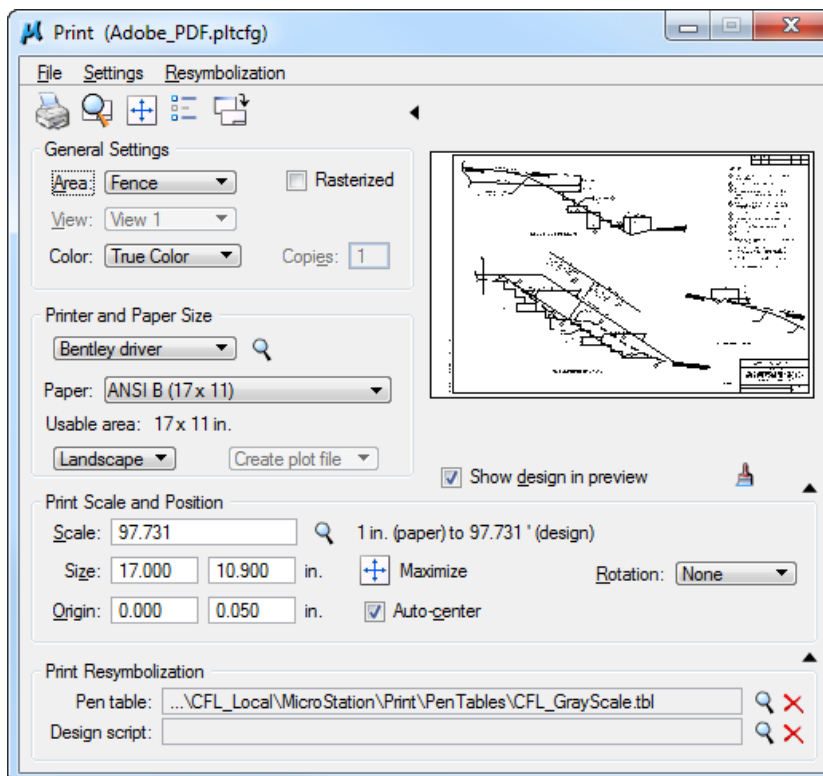 Print (Adobe_PDF.pltcfg)
File Settings Resymbolization
General Settings
Area: Fence Rasterized
View: View 1
Color: True Color Copies: 1
Printer and Paper Size
Bentley driver
Paper: ANSI B (17 x 11)
Usable area: 17 x 11 in.
Landscape Create plot file
Show design in preview
Print Scale and Position
Scale: 97.731 1 in. (paper) to 97.731 ' (design)
Size: 17.000 10.900 in. Maximize Rotation: None
Origin: 0.000 0.050 in. Auto-center
Print Resymbolization
Pen table: ...\CFL_Local\MicroStation\Print\PenTables\CFL_GrayScale.tbl
Design script: